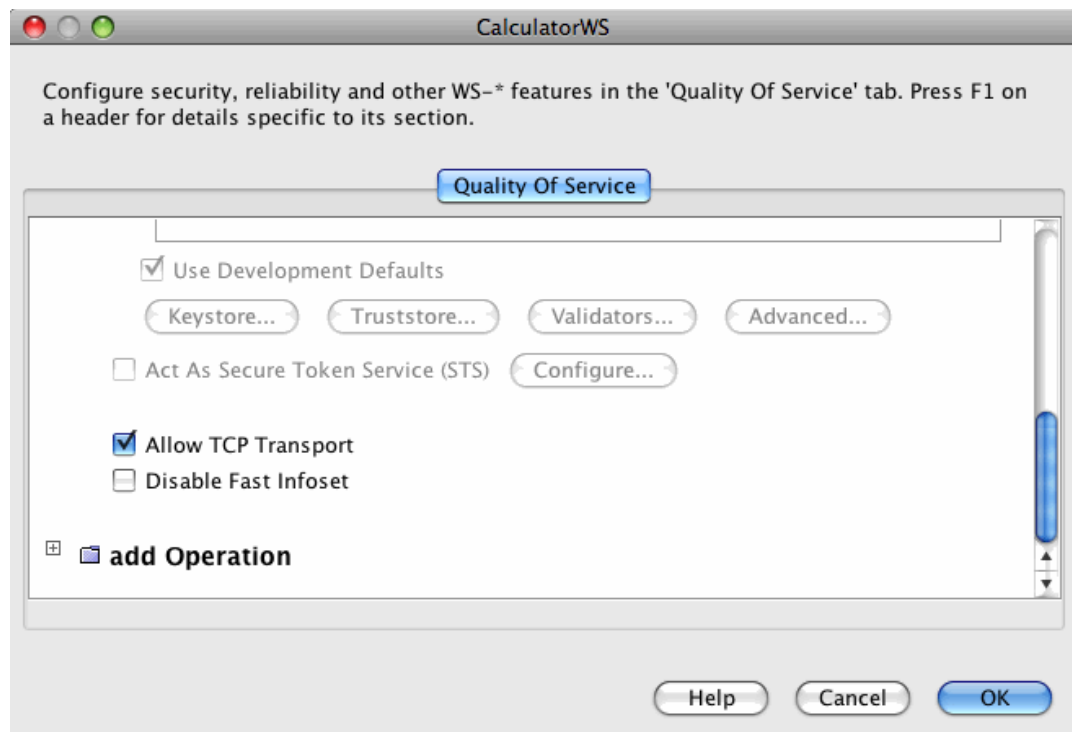 CalculatorWS
Configure security, reliability and other WS-* features in the 'Quality Of Service' tab. Press F1 on
a header for details specific to its section.
Quality Of Service
Use Development Defaults
Keystore... Truststore... Validators... Advanced...
Act As Secure Token Service (STS) Configure...
Allow TCP Transport
Disable Fast Infoset
add Operation
Help Cancel OK